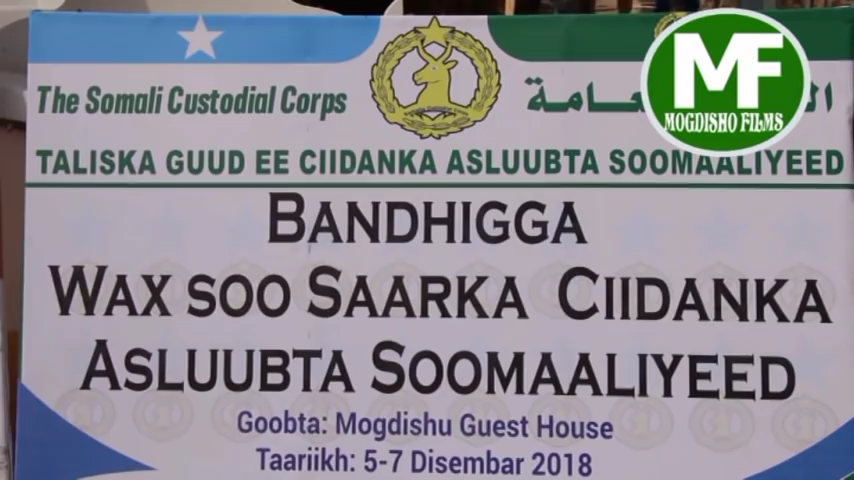 The Somali Custodial Corps
MF
MOGDISHO FILMS
TALISKA GUUD EE CIIDANKA ASLUUBTA SOOMAALIYEED
BANDHIGGA
WAX SOO SAARKA CIIDANKA
ASLUUBTA SOOMAALIYEED
Goobta: Mogdishu Guest House
Taariikh: 5-7 Disembar 2018